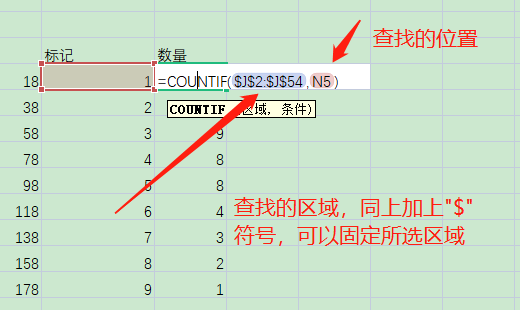 查找的位置
标记 数量
18 1 =COUNTIF($J$2:$J$54,N5)
COUNTIF 区域, 条件)
38 2
58 3 9
78 4 8
98 5 8
查找的区域，同上加上"$"
118 6 4
符号，可以固定所选区域
138 7 3
158 8 2
178 9 1